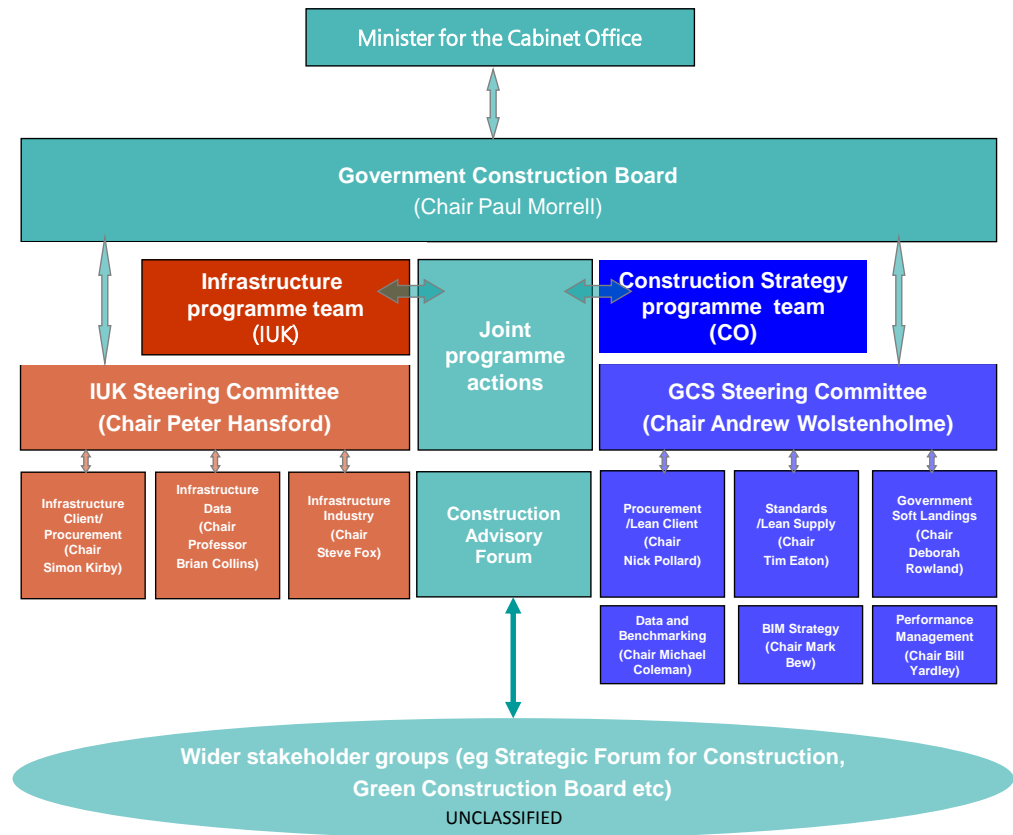 Minister for the Cabinet Office
Government Construction Board
(Chair Paul Morrell)
Infrastructure
programme team
(IUK)
Joint
programme
actions
Construction Strategy
programme team
(CO)
IUK Steering Committee
(Chair Peter Hansford)
GCS Steering Committee
(Chair Andrew Wolstenholme)
Infrastructure
Client/
Procurement
(Chair
Simon Kirby)
Infrastructure
Data
(Chair
Professor
Brian Collins)
Infrastructure
Industry
(Chair
Steve Fox)
Construction
Advisory
Forum
Procurement
/Lean Client
(Chair
Nick Pollard)
Standards
/Lean Supply
(Chair
Tim Eaton)
Government
Soft Landings
(Chair
Deborah
Rowland)
Data and
Benchmarking
(Chair Michael
Coleman)
BIM Strategy
(Chair Mark
Bew)
Performance
Management
(Chair Bill
Yardley)
Wider stakeholder groups (eg Strategic Forum for Construction,
Green Construction Board etc)
UNCLASSIFIED